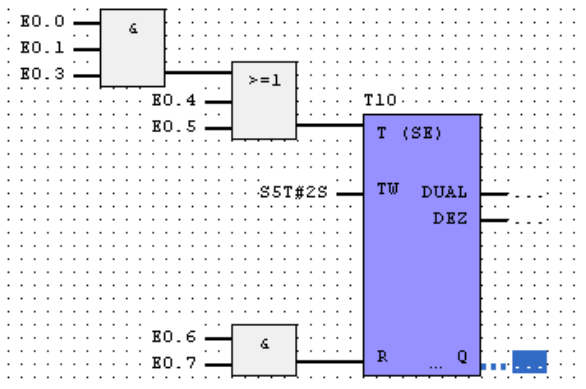 E0.0
&
E0.1
E0.3
>=1
E0.4
T10
E0.5
T (SE)
S5T#2S
TW DUAL
DEZ
E0.6
&
E0.7
R ... Q